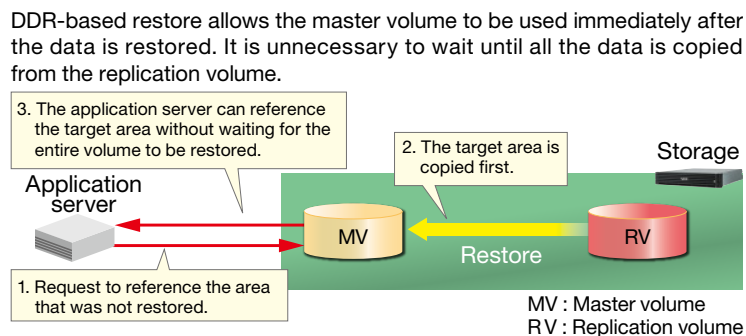 DDR-based restore allows the master volume to be used immediately after
the data is restored. It is unnecessary to wait until all the data is copied
from the replication volume.
3. The application server can reference
the target area without waiting for the
entire volume to be restored.
2. The target area is
copied first.
Storage
Application
server
MV
RV
Restore
1. Request to reference the area
that was not restored.
MV : Master volume
RV : Replication volume